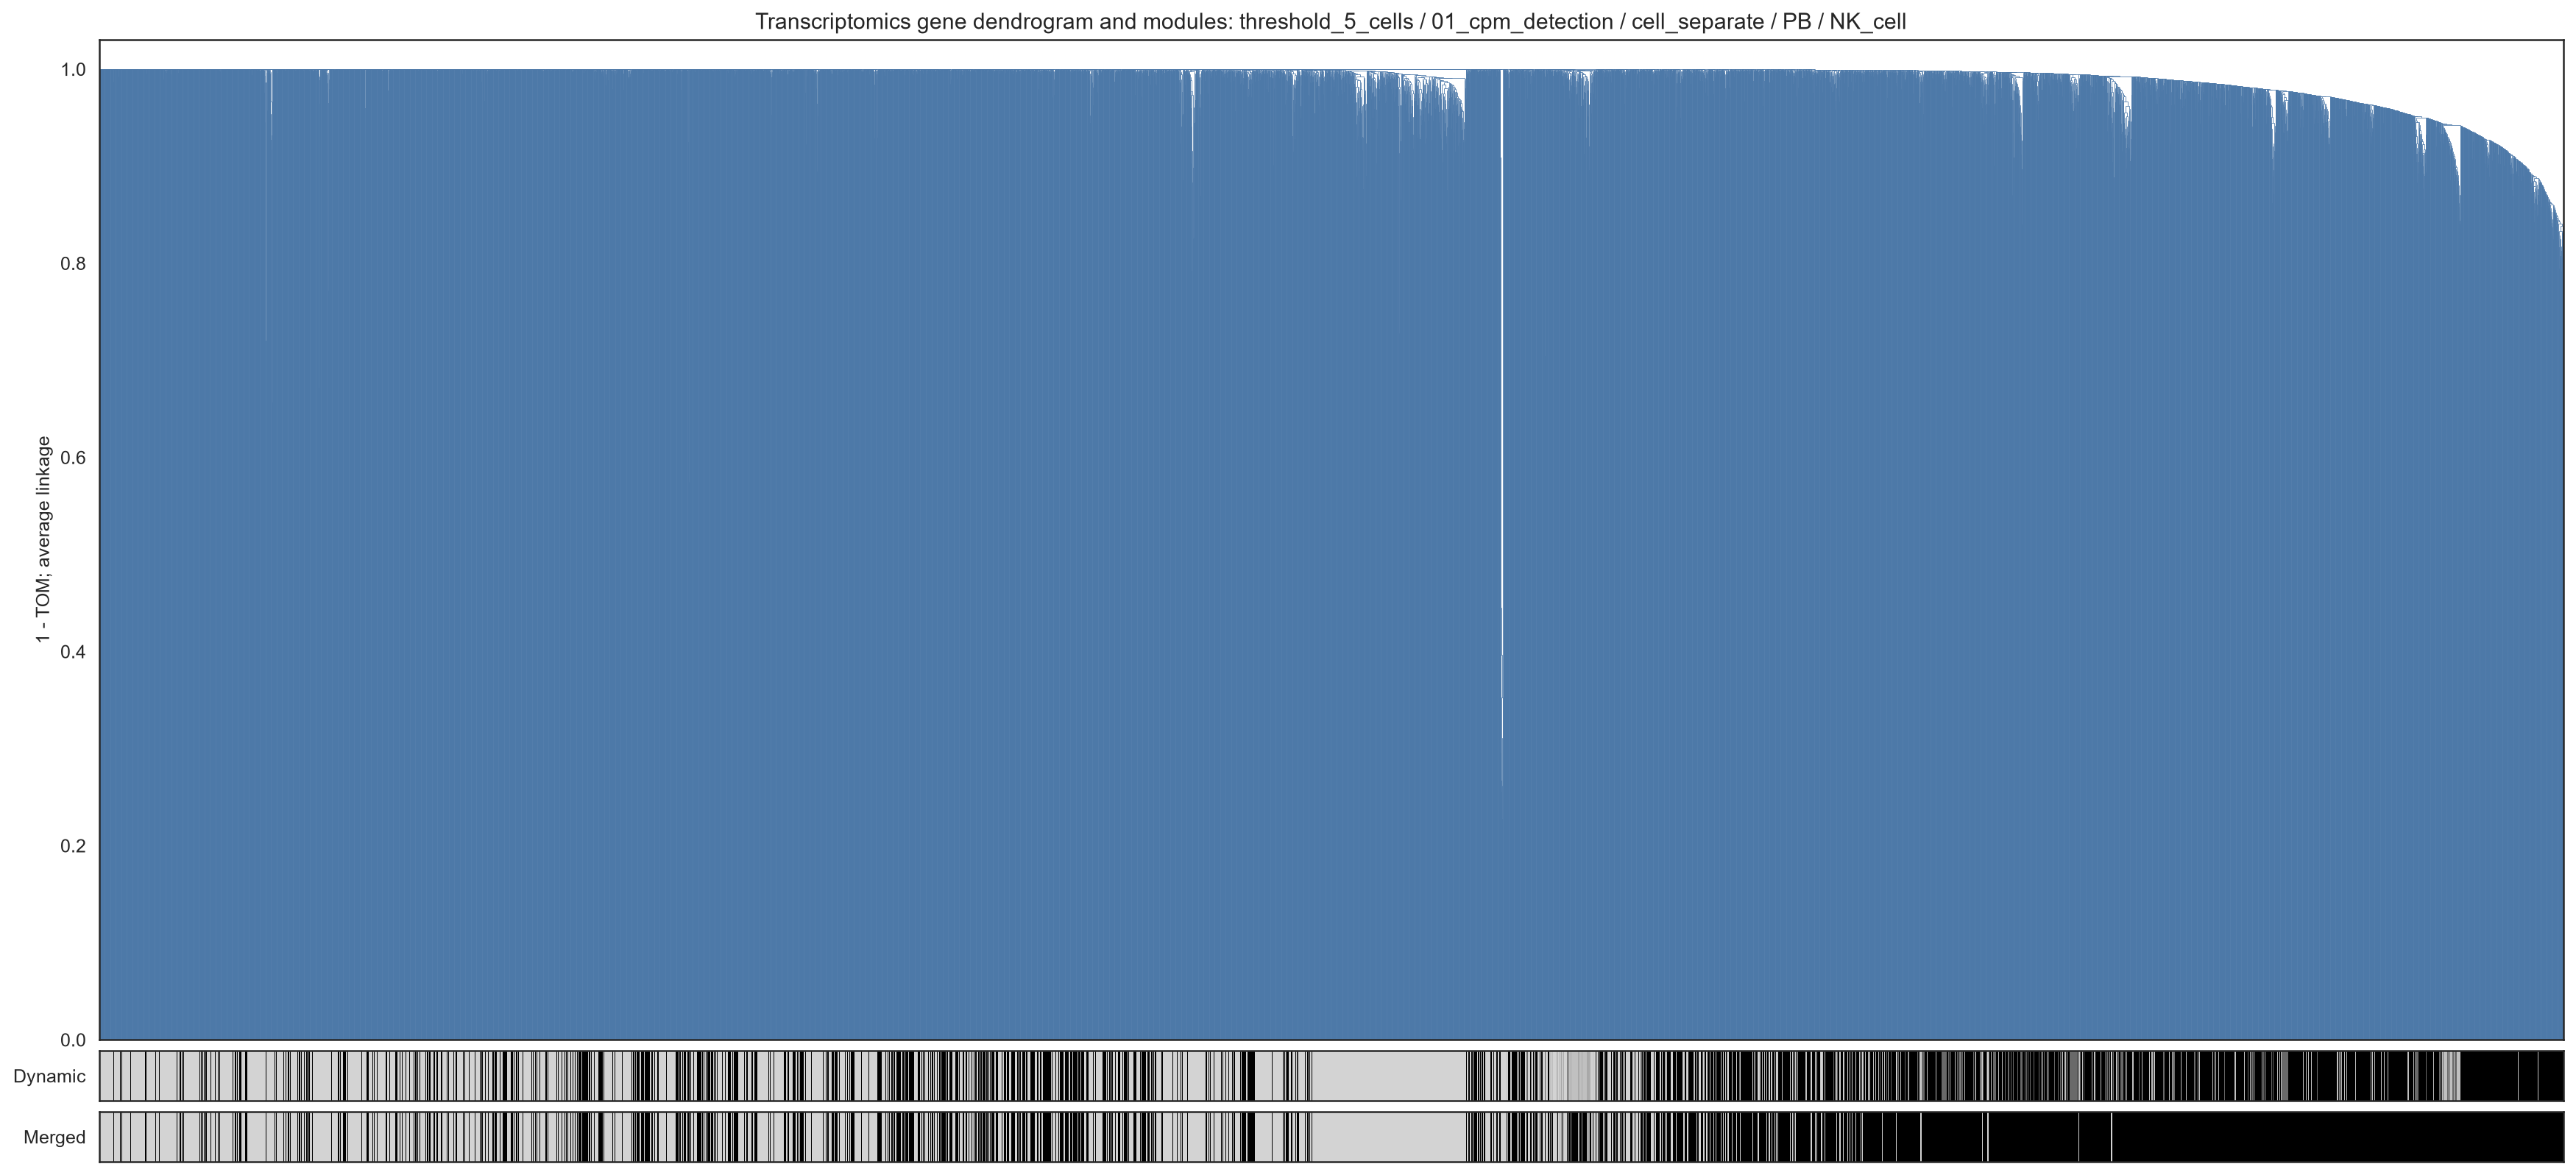 Transcriptomics gene dendrogram and modules: threshold_5_cells / 01_cpm_detection / cell_separate / PB / NK_cell
1.0
0.8
0.6
0.4
0.2
0.0
1 - TOM; average linkage
Dynamic
Merged